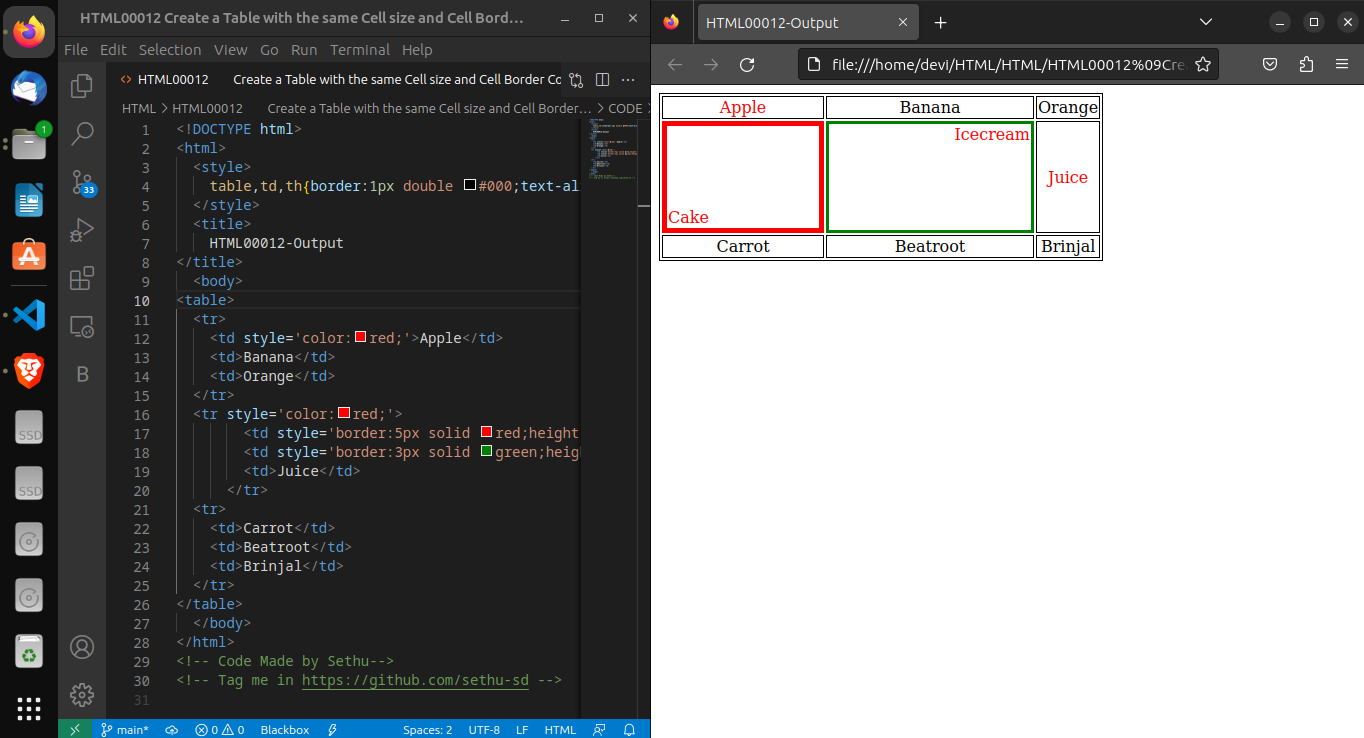 HTML00012 Create a Table with the same Cell size and Cell Bord...
File Edit Selection View Go Run Terminal Help
HTML00012 Create a Table with the same Cell size and Cell Border Co
HTML > HTML00012 Create a Table with the same Cell size and Cell Border... > CODE
1 <!DOCTYPE html>
2 <html>
3 <style>
4 table,td,th{border:1px double #000;text-al
5 </style>
6 <title>
7 HTML00012-Output
8 </title>
9 <body>
10 <table>
11 <tr>
12 <td style='color:red;'>Apple</td>
13 <td>Banana</td>
14 <td>Orange</td>
15 </tr>
16 <tr style='color:red;'>
17 <td style='border:5px solid red;height
18 <td style='border:3px solid green;heig
19 <td>Juice</td>
20 </tr>
21 <tr>
22 <td>Carrot</td>
23 <td>Beatroot</td>
24 <td>Brinjal</td>
25 </tr>
26 </table>
27 </body>
28 </html>
29 <!-- Code Made by Sethu-->
30 <!-- Tag me in https://github.com/sethu-sd -->
31
1
33
B
SSD
SSD
main* 0 0 Blackbox Spaces: 2 UTF-8 LF HTML
HTML00012-Output
file:///home/devi/HTML/HTML/HTML00012%09Cre
Apple Banana Orange
Icecream
Juice
Cake
Carrot Beatroot Brinjal